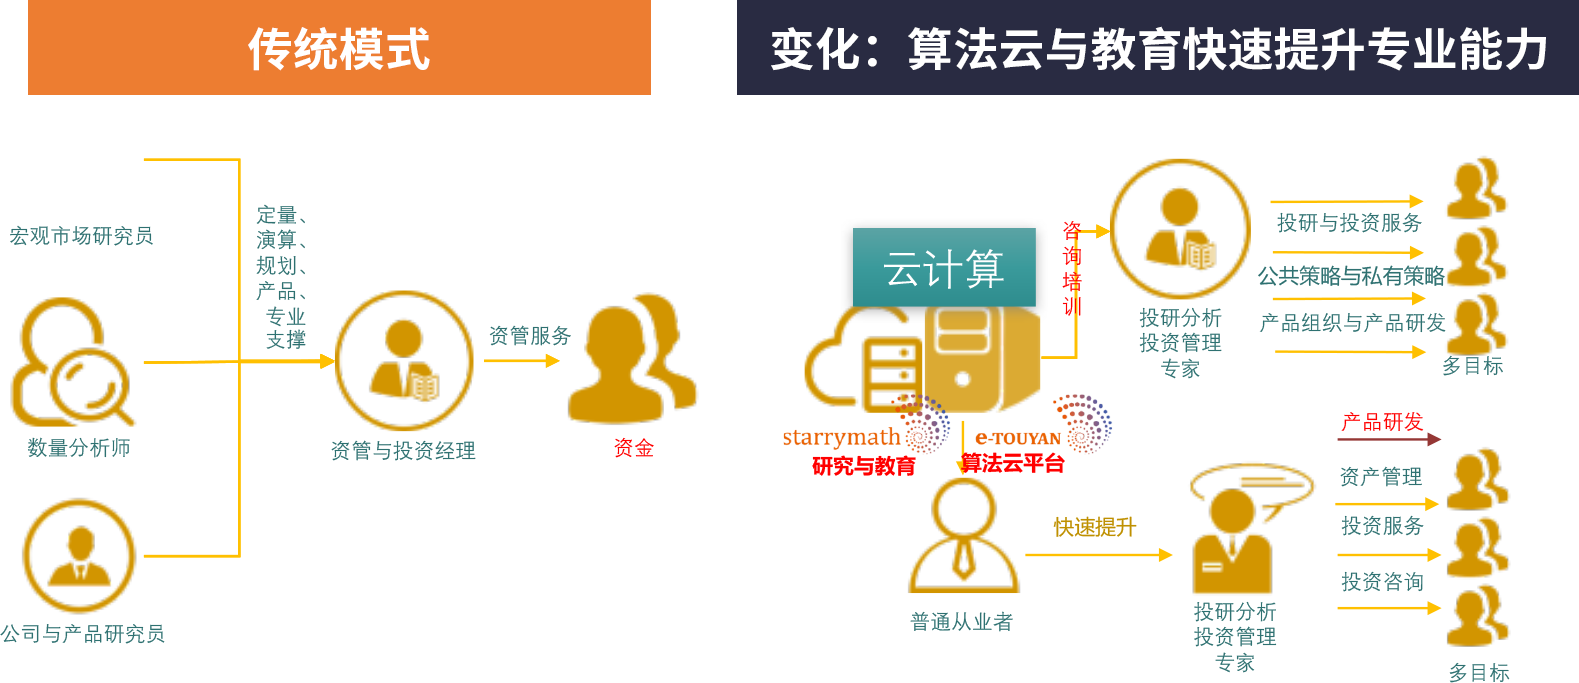 传统模式
变化：算法云与教育快速提升专业能力
宏观市场研究员
数量分析师
公司与产品研究员
定量、
演算、
规划、
产品、
专业
支撑
资管与投资经理
资管服务
资金
云计算
starrymath
研究与教育
e-TOUYAN
算法云平台
咨
询
培
训
投研分析
投资管理
专家
投研与投资服务
公共策略与私有策略
产品组织与产品研发
多目标
普通从业者
快速提升
投研分析
投资管理
专家
产品研发
资产管理
投资服务
投资咨询
多目标